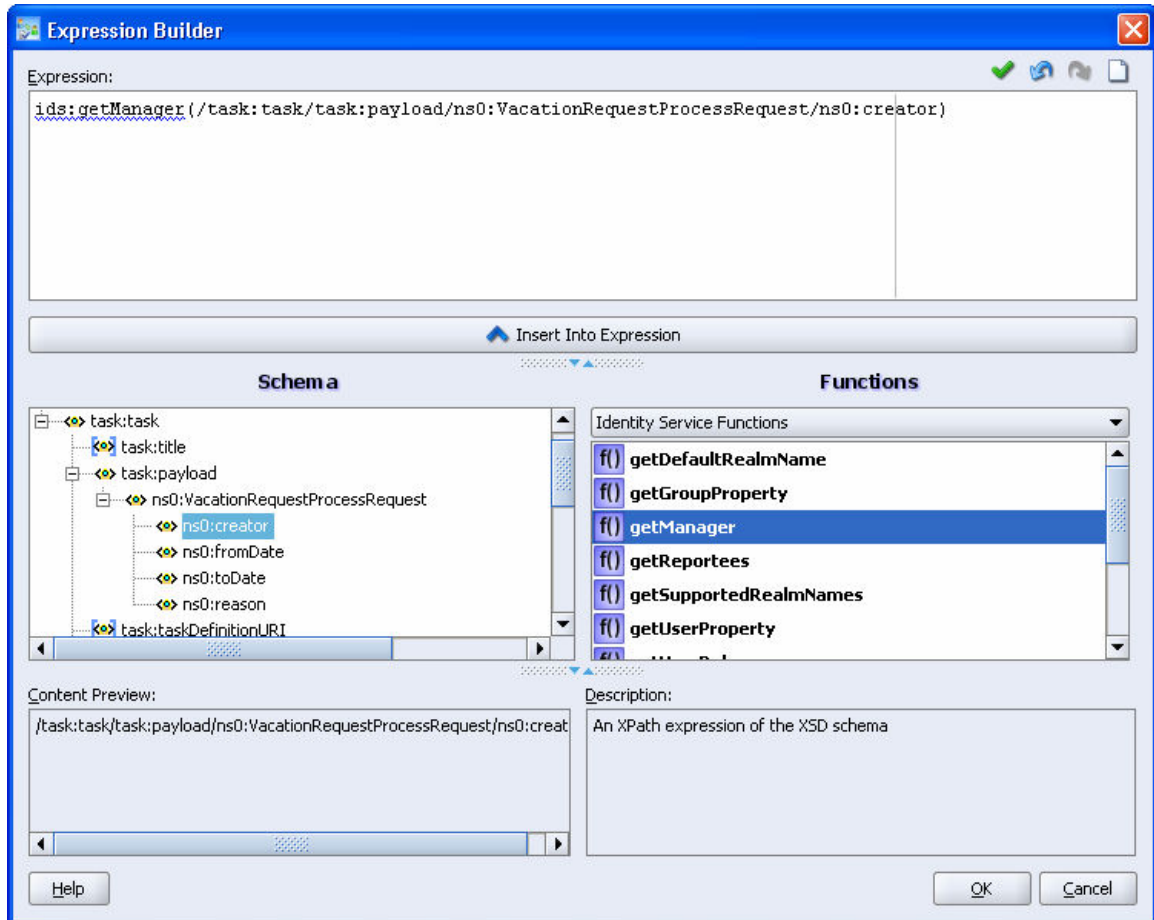 Expression Builder
Expression:
ids:getManager(/task:task/task:payload/ns0:VacationRequestProcessRequest/ns0:creator)
Insert Into Expression
Schema
task:task
task:title
task:payload
ns0:VacationRequestProcessRequest
ns0:creator
ns0:fromDate
ns0:toDate
ns0:reason
task:taskDefinitionURI
Functions
Identity Service Functions
f() getDefaultRealmName
f() getGroupProperty
f() getManager
f() getReportees
f() getSupportedRealmNames
f() getUserProperty
Content Preview:
/task:task/task:payload/ns0:VacationRequestProcessRequest/ns0:creat
Description:
An XPath expression of the XSD schema
Help
OK
Cancel